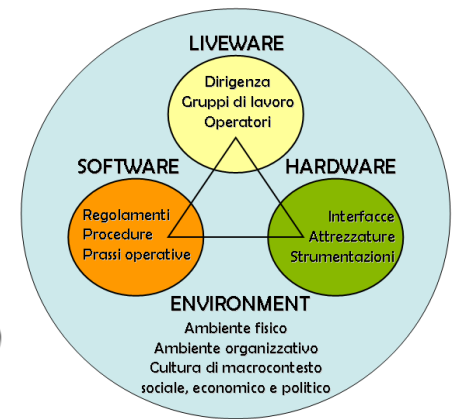 LIVEWARE
Dirigenza
Gruppi di lavoro
Operatori
SOFTWARE
Regolamenti
Procedure
Prassi operative
HARDWARE
Interfacce
Attrezzature
Strumentazioni
ENVIRONMENT
Ambiente fisico
Ambiente organizzativo
Cultura di macrocontesto
sociale, economico e politico